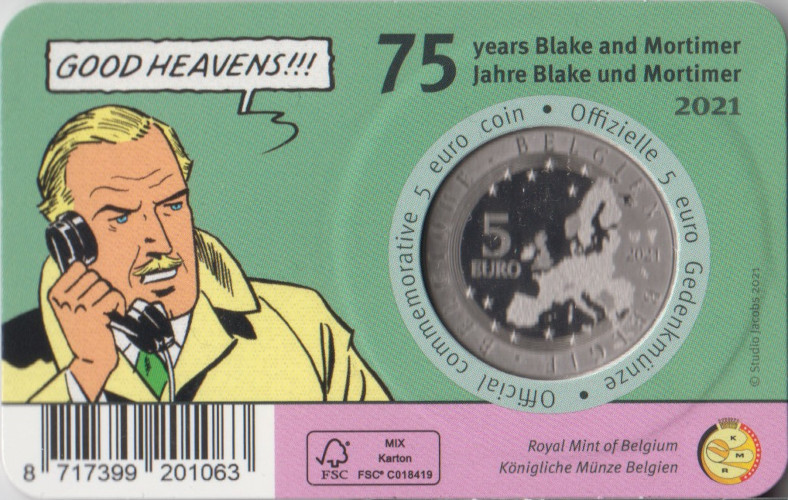 GOOD HEAVENS!!!
75 years Blake and Mortimer
Jahre Blake und Mortimer
2021
Official commemorative 5 euro coin • Offizielle 5 euro Gedenkmünze •
BELGIQUE · BELGIEN · BELGIË
5
EURO
2021
© Studio Jacobs 2021
8 717399 201063
FSC
MIX
Karton
FSC® C018419
Royal Mint of Belgium
Königliche Münze Belgien
K
M
R